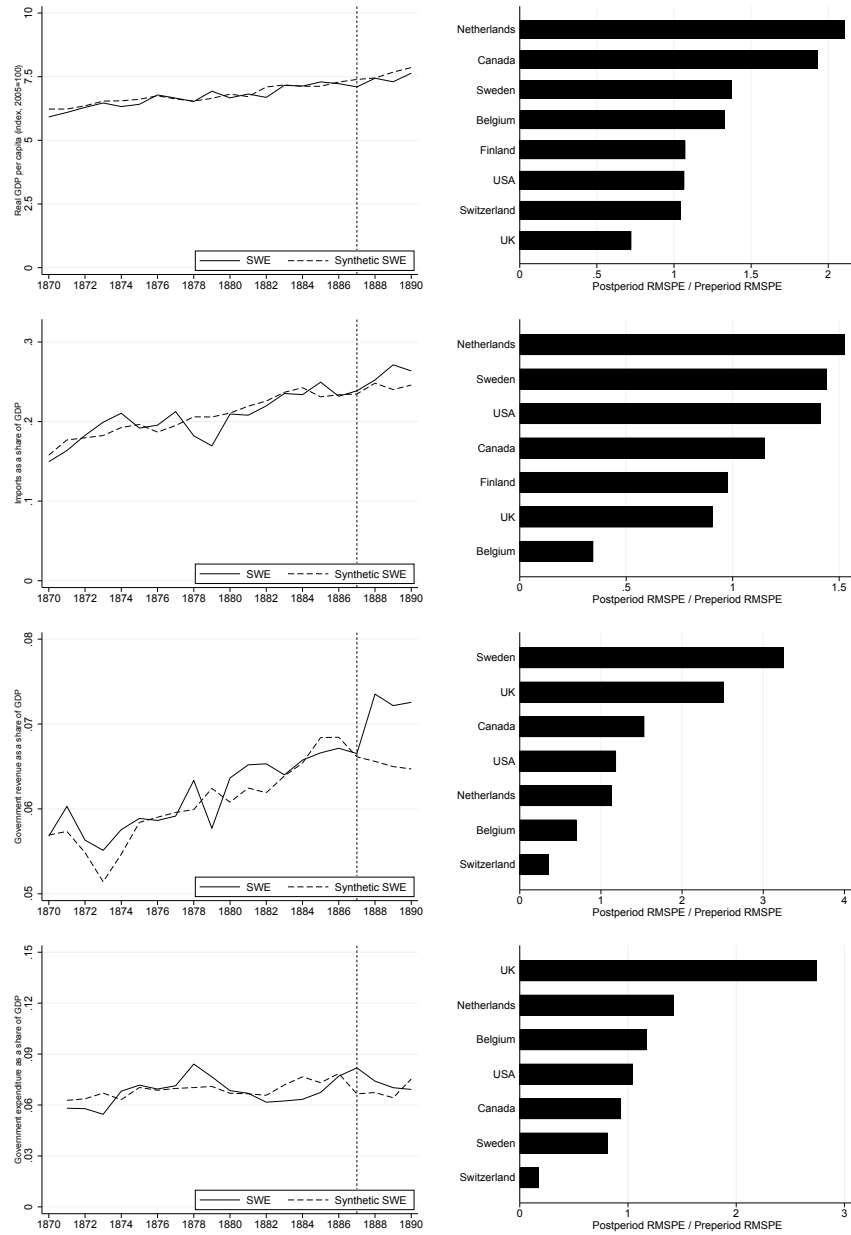 Real GDP per capita (index, 2005=100)
10
7.5
5
2.5
0
SWE
Synthetic SWE
1870 1872 1874 1876 1878 1880 1882 1884 1886 1888 1890
Netherlands
Canada
Sweden
Belgium
Finland
USA
Switzerland
UK
0 .5 1 1.5 2
Postperiod RMSPE / Preperiod RMSPE
Imports as a share of GDP
.3
.2
.1
0
SWE
Synthetic SWE
1870 1872 1874 1876 1878 1880 1882 1884 1886 1888 1890
Netherlands
Sweden
USA
Canada
Finland
UK
Belgium
0 .5 1 1.5
Postperiod RMSPE / Preperiod RMSPE
Government revenue as a share of GDP
.08
.07
.06
.05
SWE
Synthetic SWE
1870 1872 1874 1876 1878 1880 1882 1884 1886 1888 1890
Sweden
UK
Canada
USA
Netherlands
Belgium
Switzerland
0 1 2 3 4
Postperiod RMSPE / Preperiod RMSPE
Government expenditure as a share of GDP
.15
.12
.09
.06
.03
0
SWE
Synthetic SWE
1870 1872 1874 1876 1878 1880 1882 1884 1886 1888 1890
UK
Netherlands
Belgium
USA
Canada
Sweden
Switzerland
0 1 2 3
Postperiod RMSPE / Preperiod RMSPE